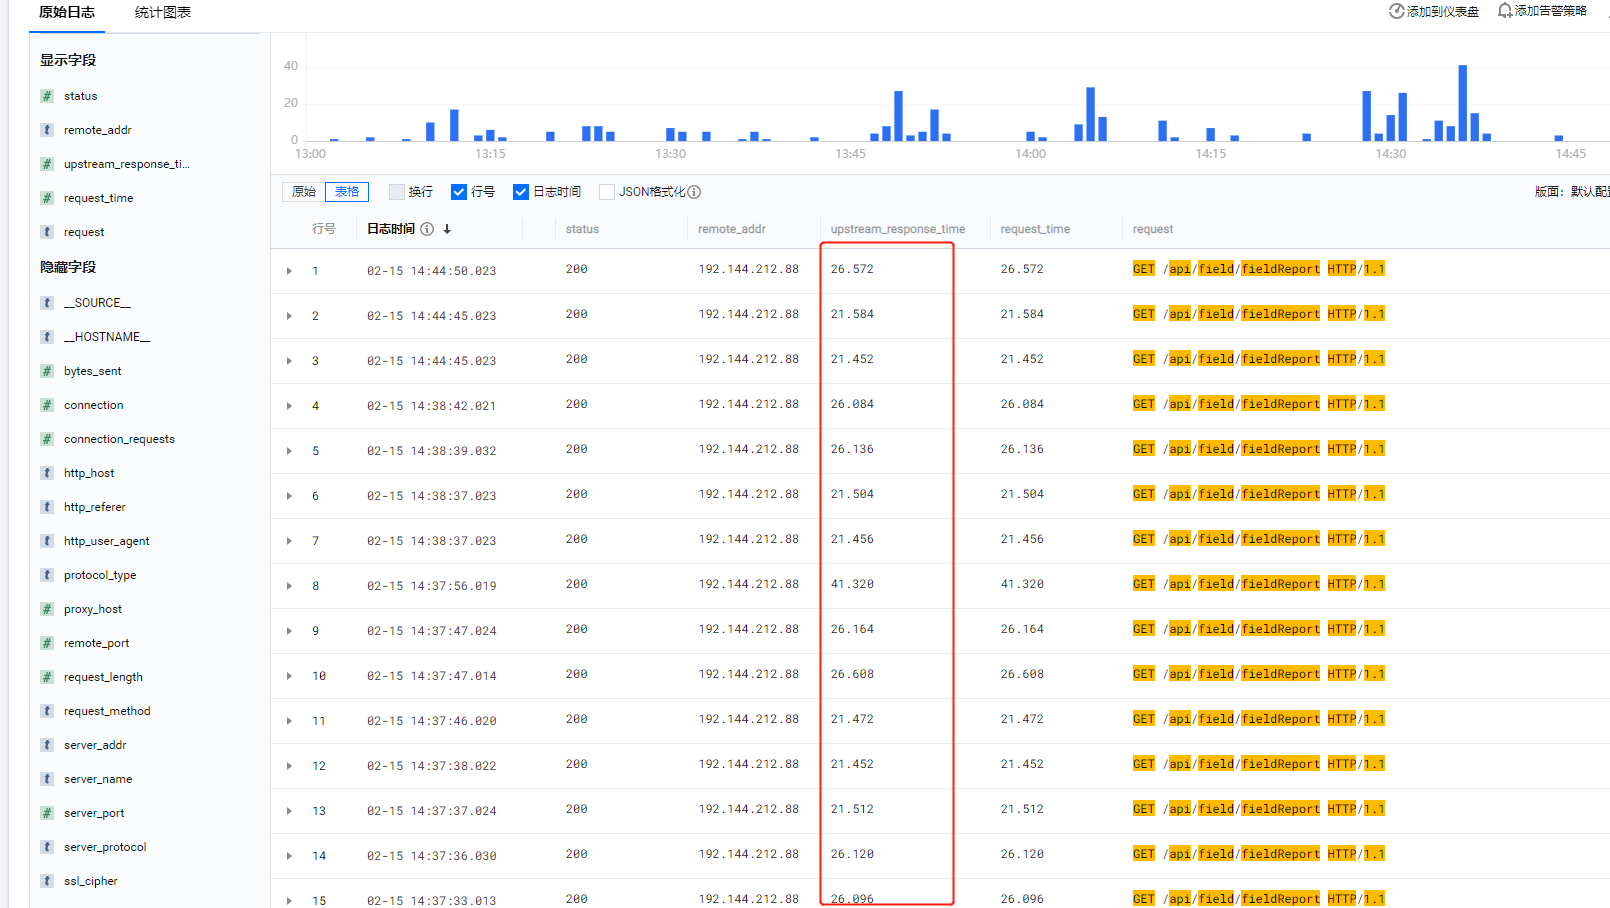 原始日志 统计图表 添加到仪表盘 添加告警策略
显示字段
# status
t remote_addr
# upstream_response_ti...
# request_time
t request
隐藏字段
t __SOURCE__
t __HOSTNAME__
# bytes_sent
# connection
# connection_requests
t http_host
t http_referer
t http_user_agent
t protocol_type
# proxy_host
# remote_port
# request_length
t request_method
t server_addr
t server_name
# server_port
t server_protocol
t ssl_cipher
40
20
0
13:00 13:15 13:30 13:45 14:00 14:15 14:30 14:45
原始 表格 换行 行号 日志时间 JSON格式化 版面: 默认配
行号 日志时间 status remote_addr upstream_response_time request_time request
1 02-15 14:44:50.023 200 192.144.212.88 26.572 26.572 GET /api/field/fieldReport HTTP/1.1
2 02-15 14:44:45.023 200 192.144.212.88 21.584 21.584 GET /api/field/fieldReport HTTP/1.1
3 02-15 14:44:45.023 200 192.144.212.88 21.452 21.452 GET /api/field/fieldReport HTTP/1.1
4 02-15 14:38:42.021 200 192.144.212.88 26.084 26.084 GET /api/field/fieldReport HTTP/1.1
5 02-15 14:38:39.032 200 192.144.212.88 26.136 26.136 GET /api/field/fieldReport HTTP/1.1
6 02-15 14:38:37.023 200 192.144.212.88 21.504 21.504 GET /api/field/fieldReport HTTP/1.1
7 02-15 14:38:37.023 200 192.144.212.88 21.456 21.456 GET /api/field/fieldReport HTTP/1.1
8 02-15 14:37:56.019 200 192.144.212.88 41.320 41.320 GET /api/field/fieldReport HTTP/1.1
9 02-15 14:37:47.024 200 192.144.212.88 26.164 26.164 GET /api/field/fieldReport HTTP/1.1
10 02-15 14:37:47.014 200 192.144.212.88 26.608 26.608 GET /api/field/fieldReport HTTP/1.1
11 02-15 14:37:46.020 200 192.144.212.88 21.472 21.472 GET /api/field/fieldReport HTTP/1.1
12 02-15 14:37:38.022 200 192.144.212.88 21.452 21.452 GET /api/field/fieldReport HTTP/1.1
13 02-15 14:37:37.024 200 192.144.212.88 21.512 21.512 GET /api/field/fieldReport HTTP/1.1
14 02-15 14:37:36.030 200 192.144.212.88 26.120 26.120 GET /api/field/fieldReport HTTP/1.1
15 02-15 14:37:33.013 200 192.144.212.88 26.096 26.096 GET /api/field/fieldReport HTTP/1.1